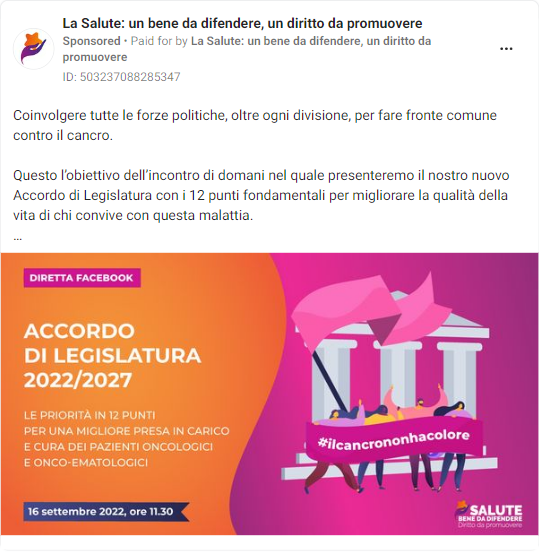 La Salute: un bene da difendere, un diritto da promuovere
Sponsored • Paid for by La Salute: un bene da difendere, un diritto da
promuovere
ID: 503237088285347
Coinvolgere tutte le forze politiche, oltre ogni divisione, per fare fronte comune
contro il cancro.
Questo l'obiettivo dell'incontro di domani nel quale presenteremo il nostro nuovo
Accordo di Legislatura con i 12 punti fondamentali per migliorare la qualità della
vita di chi convive con questa malattia.
...
DIRETTA FACEBOOK
ACCORDO
DI LEGISLATURA
2022/2027
LE PRIORITÀ IN 12 PUNTI
PER UNA MIGLIORE PRESA IN CARICO
E CURA DEI PAZIENTI ONCOLOGICI
E ONCO-EMATOLOGICI
16 settembre 2022, ore 11.30
#ilcancrononhacolore
SALUTE
BENE DA DIFENDERE
Diritto da promuovere